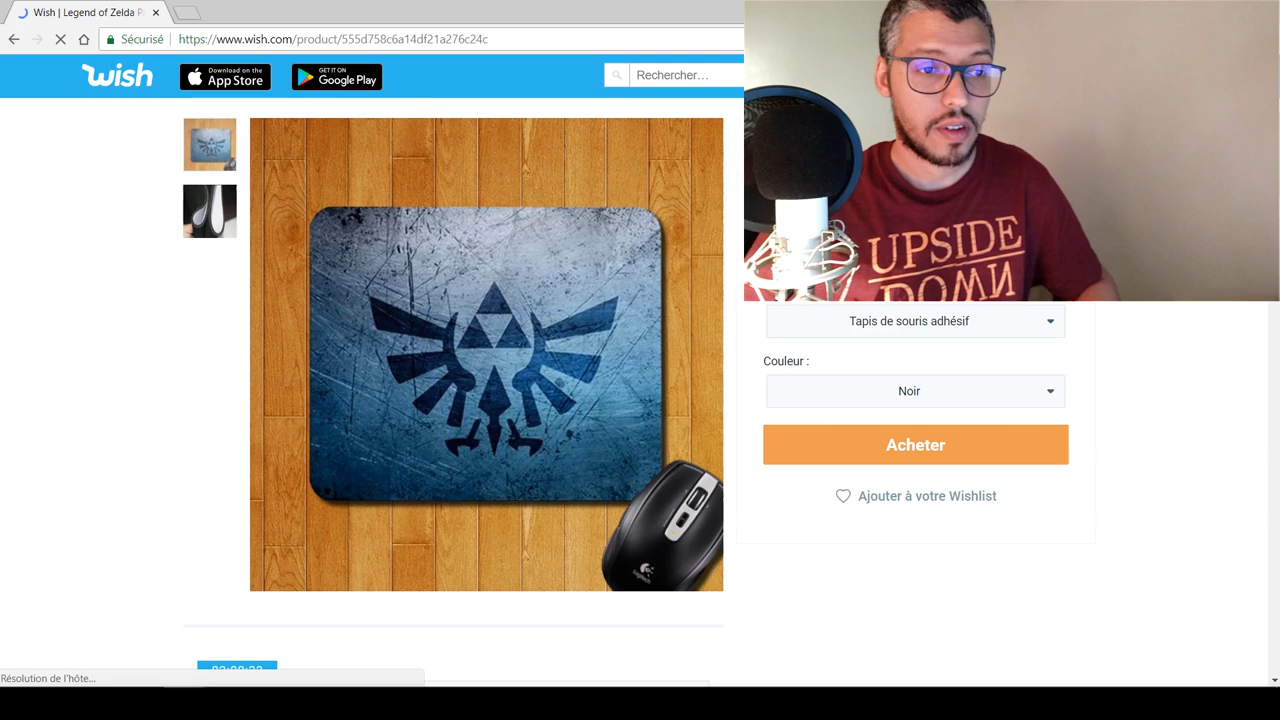 Wish | Legend of Zelda P
Sécurisé
https://www.wish.com/product/555d758c6a14df21a276c24c
wish
Download on the
App Store
GET IT ON
Google Play
Rechercher...
UPSIDE
DOWN
Tapis de souris adhésif
Couleur :
Noir
Acheter
Ajouter à votre Wishlist
Logitech
Résolution de l'hôte...